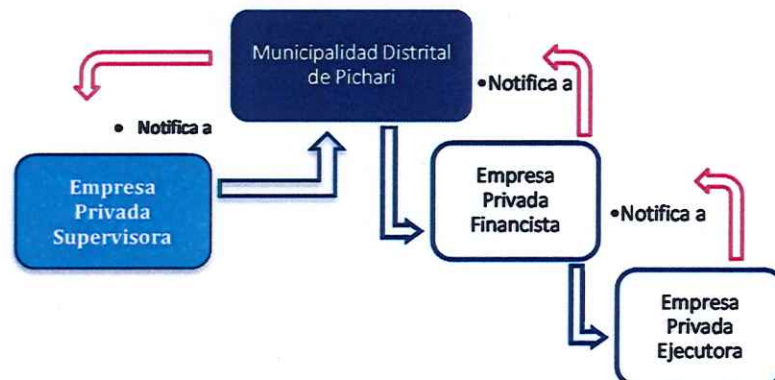 Municipalidad Distrital
de Pichari
•Notifica a
• Notifica a
Empresa
Privada
Supervisora
Empresa
Privada
Financista
•Notifica a
Empresa
Privada
Ejecutora